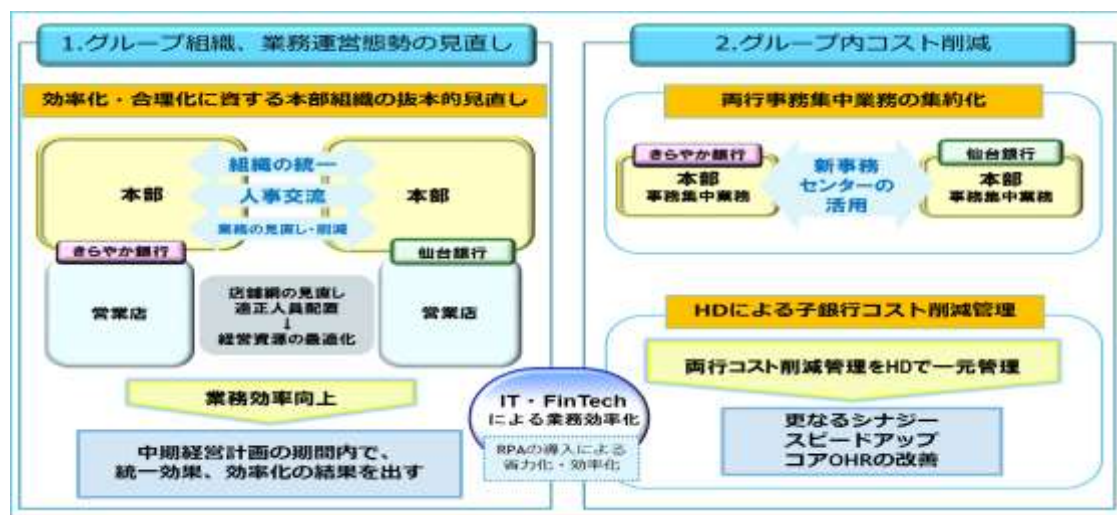 1.グループ組織、業務運営態勢の見直し
効率化・合理化に資する本部組織の抜本的見直し
本部
組織の統一
人事交流
業務の見直し・削減
本部
きらやか銀行
仙台銀行
営業店
店舗網の見直し
適正人員配置
↓
経営資源の最適化
営業店
業務効率向上
中期経営計画の期間内で、
統一効果、効率化の結果を出す
IT・FinTech
による業務効率化
RPAの導入による
省力化・効率化
2.グループ内コスト削減
両行事務集中業務の集約化
きらやか銀行
本部
事務集中業務
新事務
センターの
活用
仙台銀行
本部
事務集中業務
HDによる子銀行コスト削減管理
両行コスト削減管理をHDで一元管理
更なるシナジー
スピードアップ
コアOHRの改善